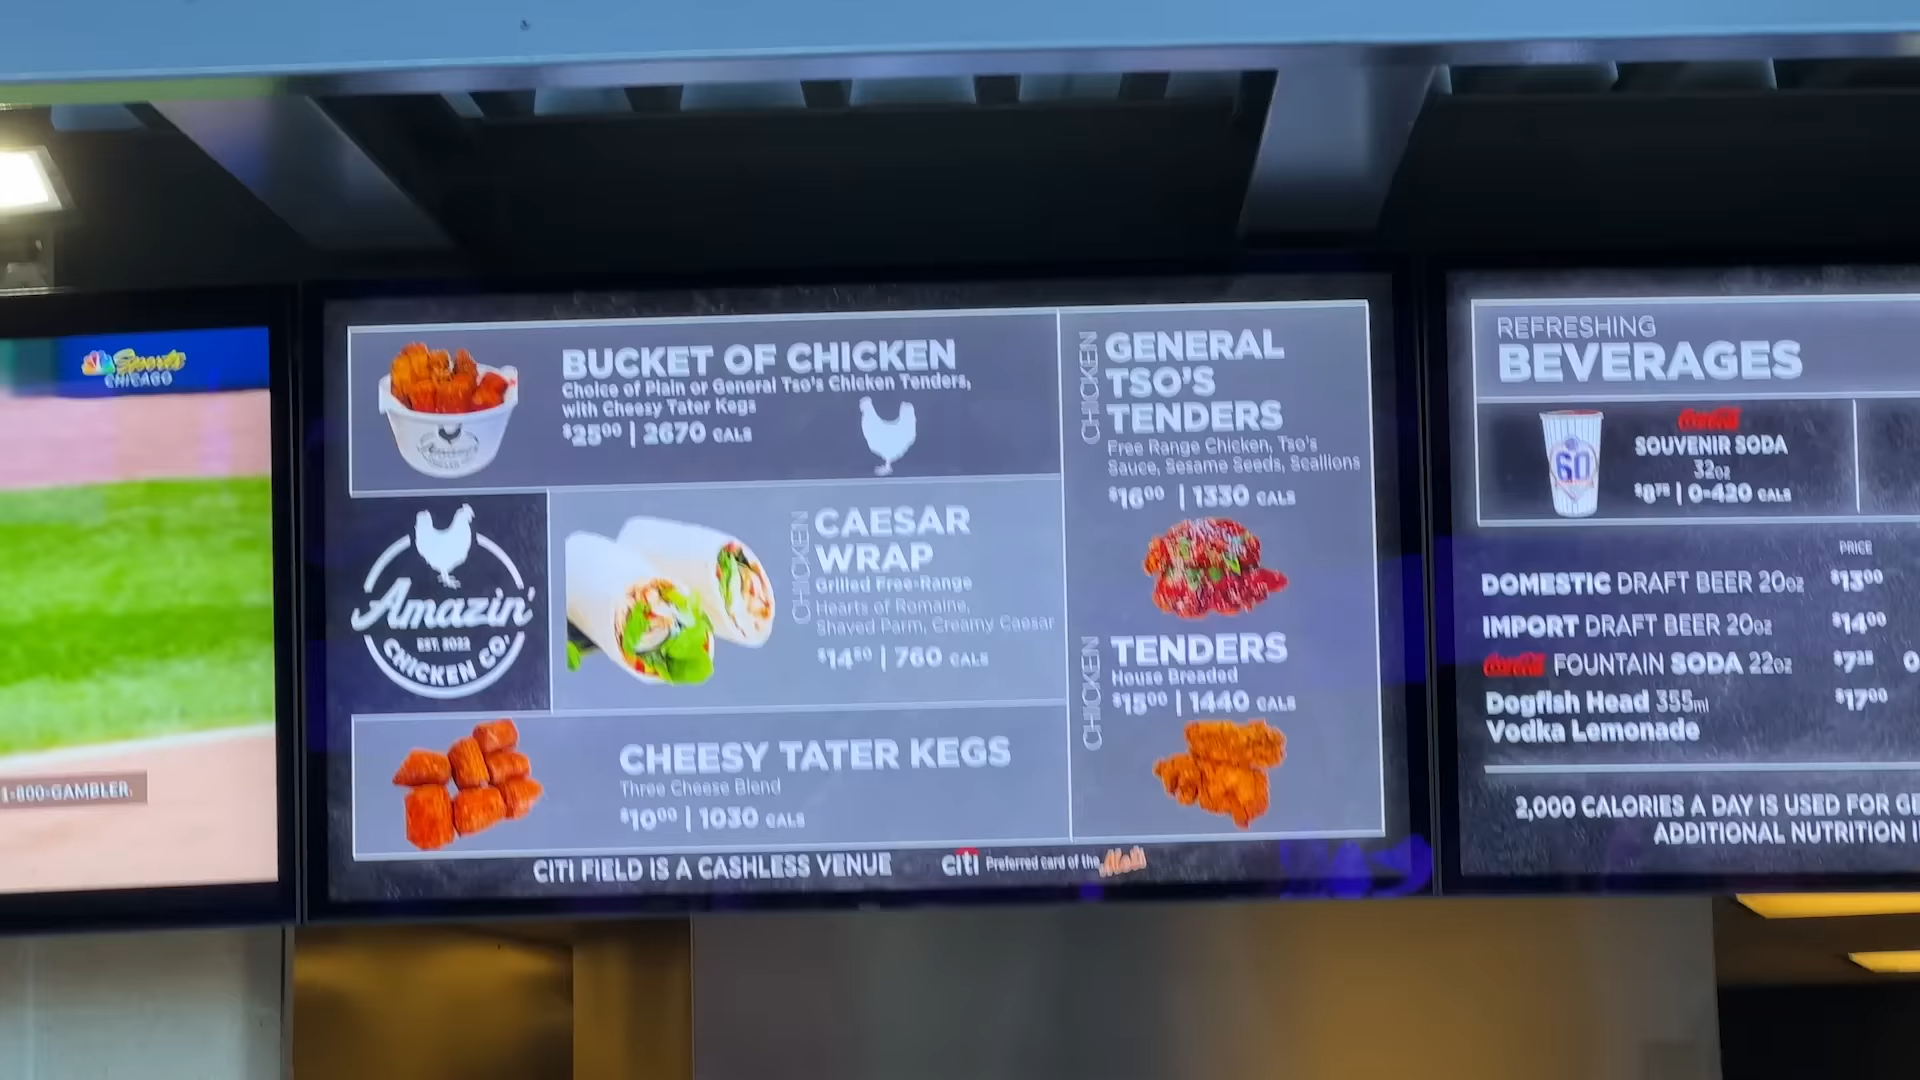 Sports
CHICAGO
1-800-GAMBLER.
BUCKET OF CHICKEN
Choice of Plain or General Tso's Chicken Tenders,
with Cheesy Tater Kegs
$2500 | 2670 CALS
Amazin'
EST. 2022
CHICKEN CO'
CHICKEN
CAESAR
WRAP
Grilled Free-Range
Hearts of Romaine,
Shaved Parm, Creamy Caesar
$1450 | 760 CALS
CHEESY TATER KEGS
Three Cheese Blend
$1000 | 1030 CALS
CHICKEN
GENERAL
TSO'S
TENDERS
Free Range Chicken, Tso's
Sauce, Sesame Seeds, Scallions
$1600 | 1330 CALS
CHICKEN
TENDERS
House Breaded
$1500 | 1440 CALS
CITI FIELD IS A CASHLESS VENUE
citi Preferred card of the Mets
REFRESHING
BEVERAGES
60
Coca-Cola
SOUVENIR SODA
32oz
$875 | 0-420 CALS
PRICE
DOMESTIC DRAFT BEER 20oz $1300
IMPORT DRAFT BEER 20oz $1400
Coca-Cola FOUNTAIN SODA 22oz $725 0
Dogfish Head 355ml $1700
Vodka Lemonade
2,000 CALORIES A DAY IS USED FOR GE
ADDITIONAL NUTRITION I